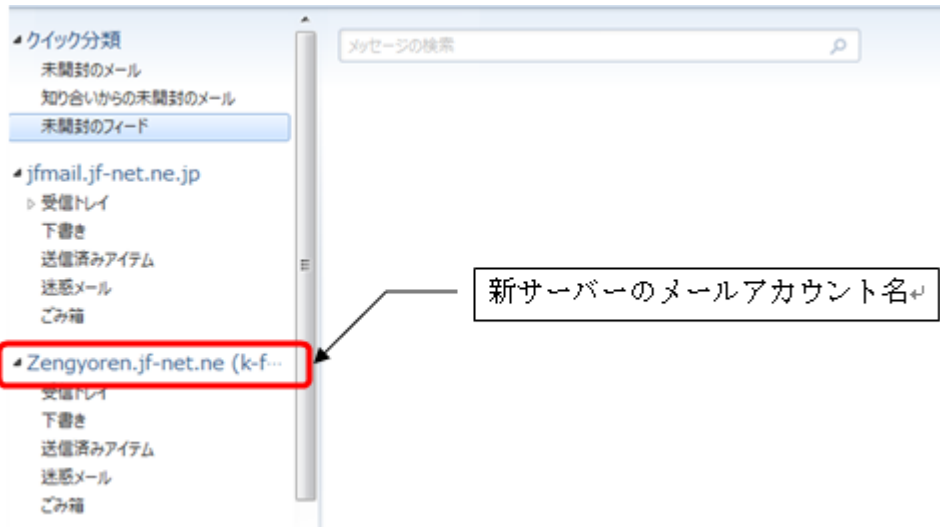 クイック分類
未開封のメール
知り合いからの未開封のメール
未開封のフィード
jfmail.jf-net.ne.jp
受信トレイ
下書き
送信済みアイテム
迷惑メール
ごみ箱
Zengyoren.jf-net.ne (k-f…
受信トレイ
下書き
送信済みアイテム
迷惑メール
ごみ箱
メッセージの検索
新サーバーのメールアカウント名↵